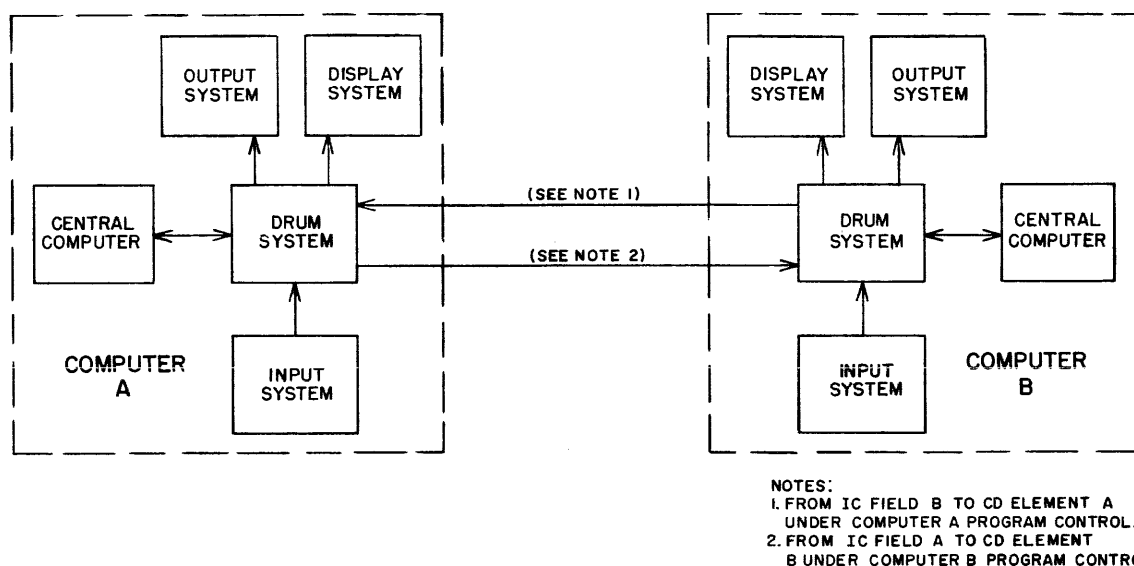 OUTPUT
SYSTEM
DISPLAY
SYSTEM
DISPLAY
SYSTEM
OUTPUT
SYSTEM
CENTRAL
COMPUTER
DRUM
SYSTEM
(SEE NOTE 1)
(SEE NOTE 2)
DRUM
SYSTEM
CENTRAL
COMPUTER
COMPUTER
A
INPUT
SYSTEM
INPUT
SYSTEM
COMPUTER
B
NOTES:
1. FROM IC FIELD B TO CD ELEMENT A
UNDER COMPUTER A PROGRAM CONTROL.
2. FROM IC FIELD A TO CD ELEMENT
B UNDER COMPUTER B PROGRAM